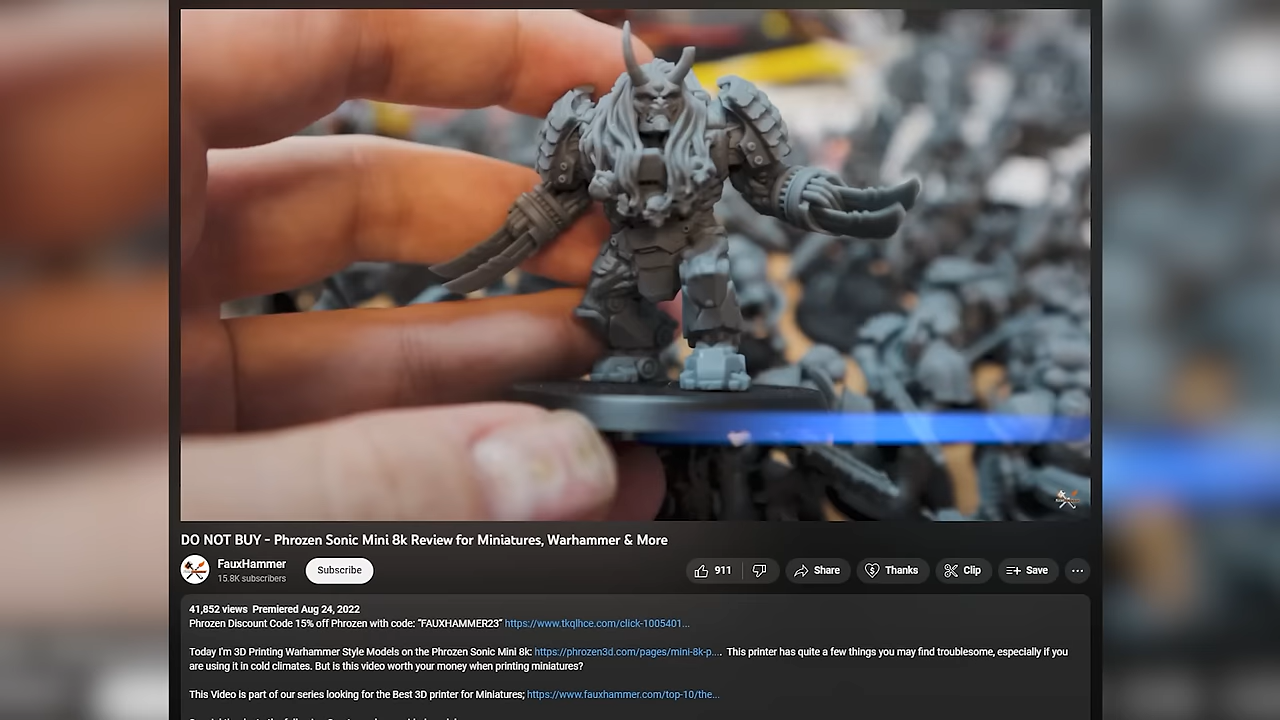 DO NOT BUY - Phrozen Sonic Mini 8k Review for Miniatures, Warhammer & More
FauxHammer
15.8K subscribers
Subscribe
911
Share
Thanks
Clip
Save
41,852 views Premiered Aug 24, 2022
Phrozen Discount Code 15% off Phrozen with code: "FAUXHAMMER23" https://www.tkqlhce.com/click-1005401...
Today I'm 3D Printing Warhammer Style Models on the Phrozen Sonic Mini 8k: https://phrozen3d.com/pages/mini-8k-p.... This printer has quite a few things you may find troublesome, especially if you
are using it in cold climates. But is this video worth your money when printing miniatures?
This Video is part of our series looking for the Best 3D printer for Miniatures; https://www.fauxhammer.com/top-10/the...